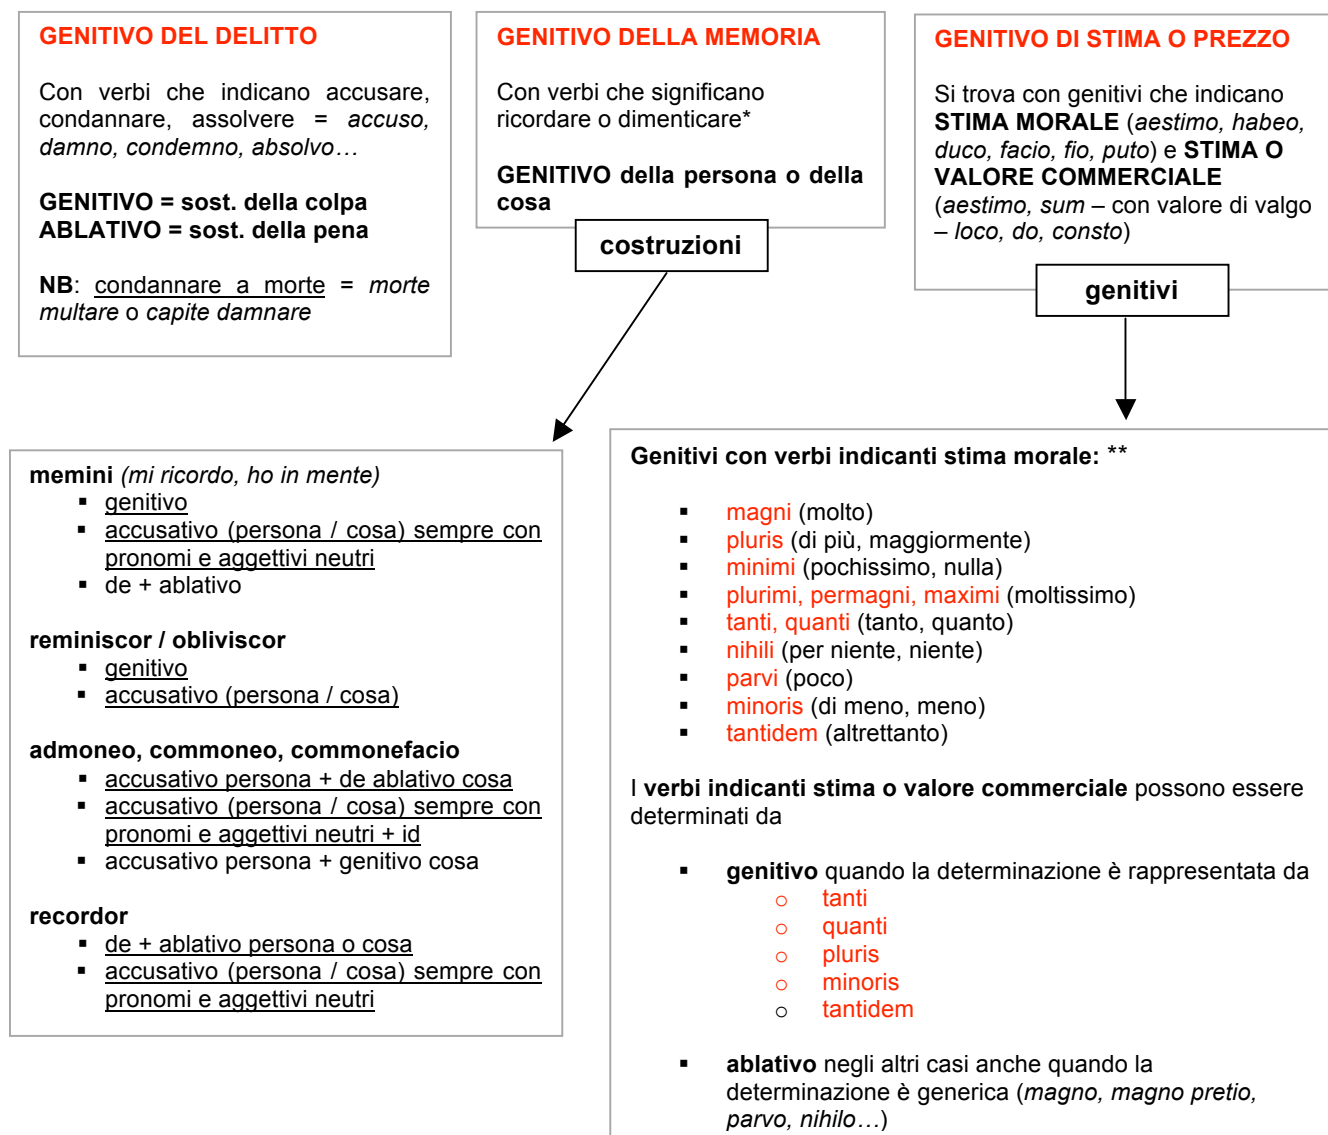 GENITIVO DEL DELITTO
Con verbi che indicano accusare,
condannare, assolvere = accuso,
damno, condemno, absolvo…
GENITIVO = sost. della colpa
ABLATIVO = sost. della pena
NB: condannare a morte = morte
multare o capite damnare
GENITIVO DELLA MEMORIA
Con verbi che significano
ricordare o dimenticare*
GENITIVO della persona o della
cosa
costruzioni
GENITIVO DI STIMA O PREZZO
Si trova con genitivi che indicano
STIMA MORALE (aestimo, habeo,
duco, facio, fio, puto) e STIMA O
VALORE COMMERCIALE
(aestimo, sum – con valore di valgo
– loco, do, consto)
genitivi
memini (mi ricordo, ho in mente)
▪ genitivo
▪ accusativo (persona / cosa) sempre con
pronomi e aggettivi neutri
▪ de + ablativo
reminiscor / obliviscor
▪ genitivo
▪ accusativo (persona / cosa)
admoneo, commoneo, commonefacio
▪ accusativo persona + de ablativo cosa
▪ accusativo (persona / cosa) sempre con
pronomi e aggettivi neutri + id
▪ accusativo persona + genitivo cosa
recordor
▪ de + ablativo persona o cosa
▪ accusativo (persona / cosa) sempre con
pronomi e aggettivi neutri
Genitivi con verbi indicanti stima morale: **
▪ magni (molto)
▪ pluris (di più, maggiormente)
▪ minimi (pochissimo, nulla)
▪ plurimi, permagni, maximi (moltissimo)
▪ tanti, quanti (tanto, quanto)
▪ nihili (per niente, niente)
▪ parvi (poco)
▪ minoris (di meno, meno)
▪ tantidem (altrettanto)
I verbi indicanti stima o valore commerciale possono essere
determinati da
▪ genitivo quando la determinazione è rappresentata da
o tanti
o quanti
o pluris
o minoris
o tantidem
▪ ablativo negli altri casi anche quando la
determinazione è generica (magno, magno pretio,
parvo, nihilo…)